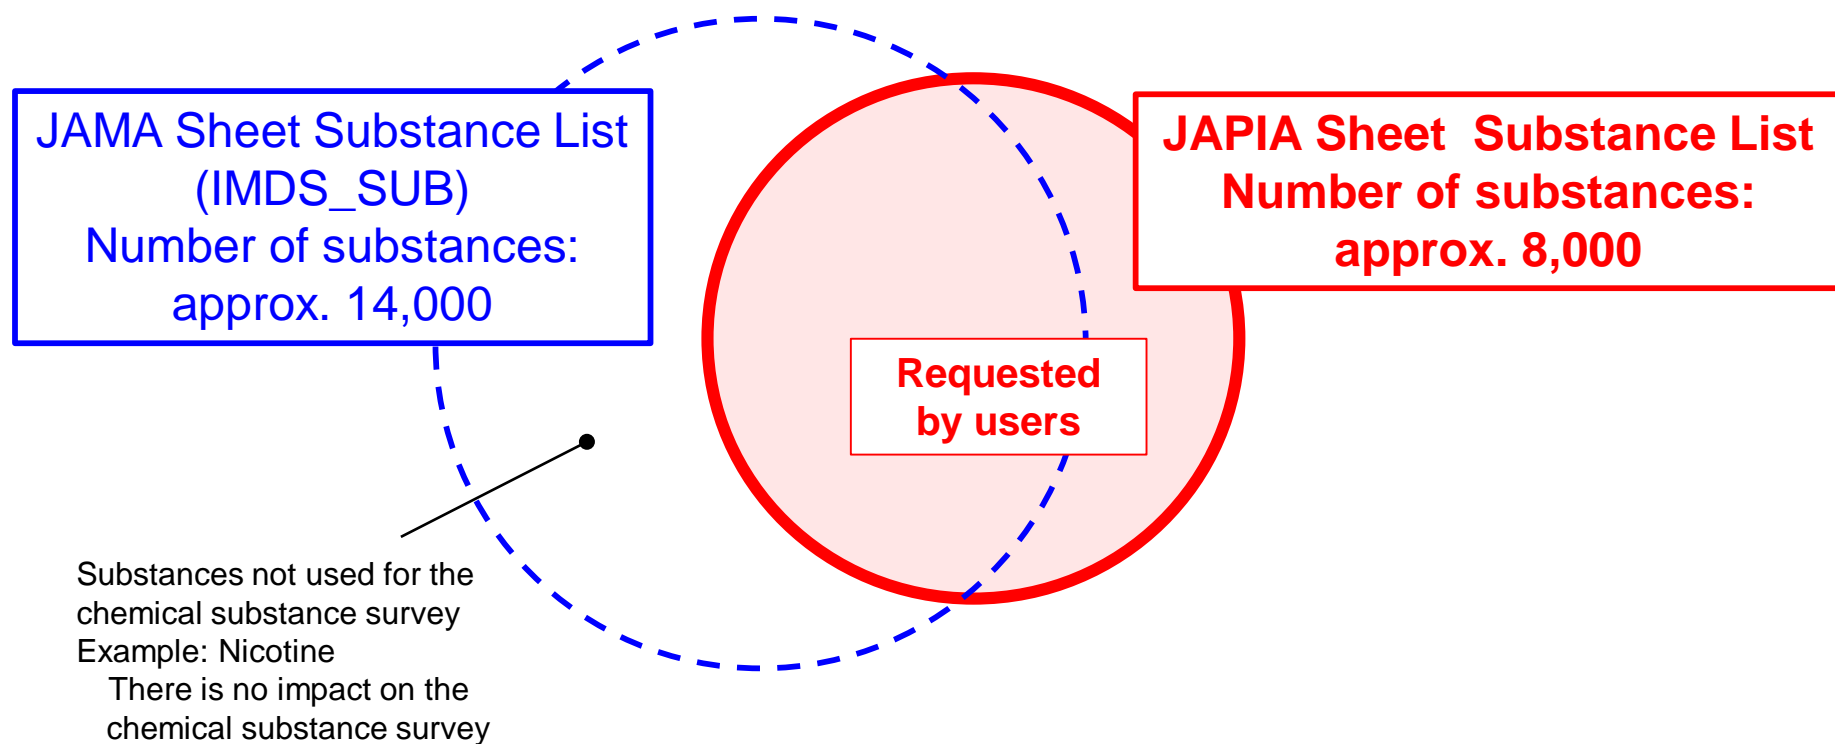 JAMA Sheet Substance List
(IMDS_SUB)
Number of substances:
approx. 14,000
JAPIA Sheet  Substance List
Number of substances:
approx. 8,000
Requested
by users
Substances not used for the
chemical substance survey
Example: Nicotine
There is no impact on the
chemical substance survey